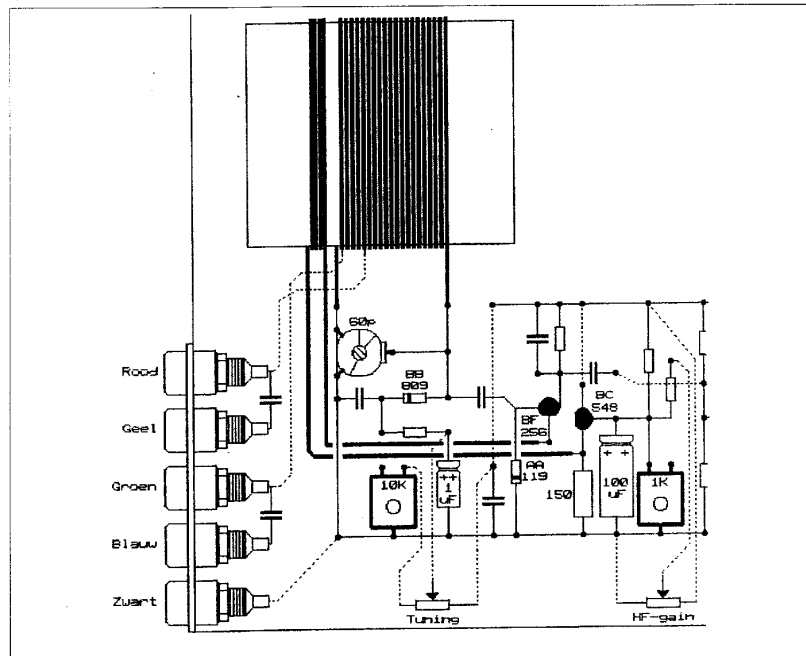 60p
Rood
BB
809
BC
548
Geel
BF
256
AA
119
Groen
10K
++
1
uF
150
+ +
100
uF
1K
Blauw
Zwart
Tuning
HF-gain